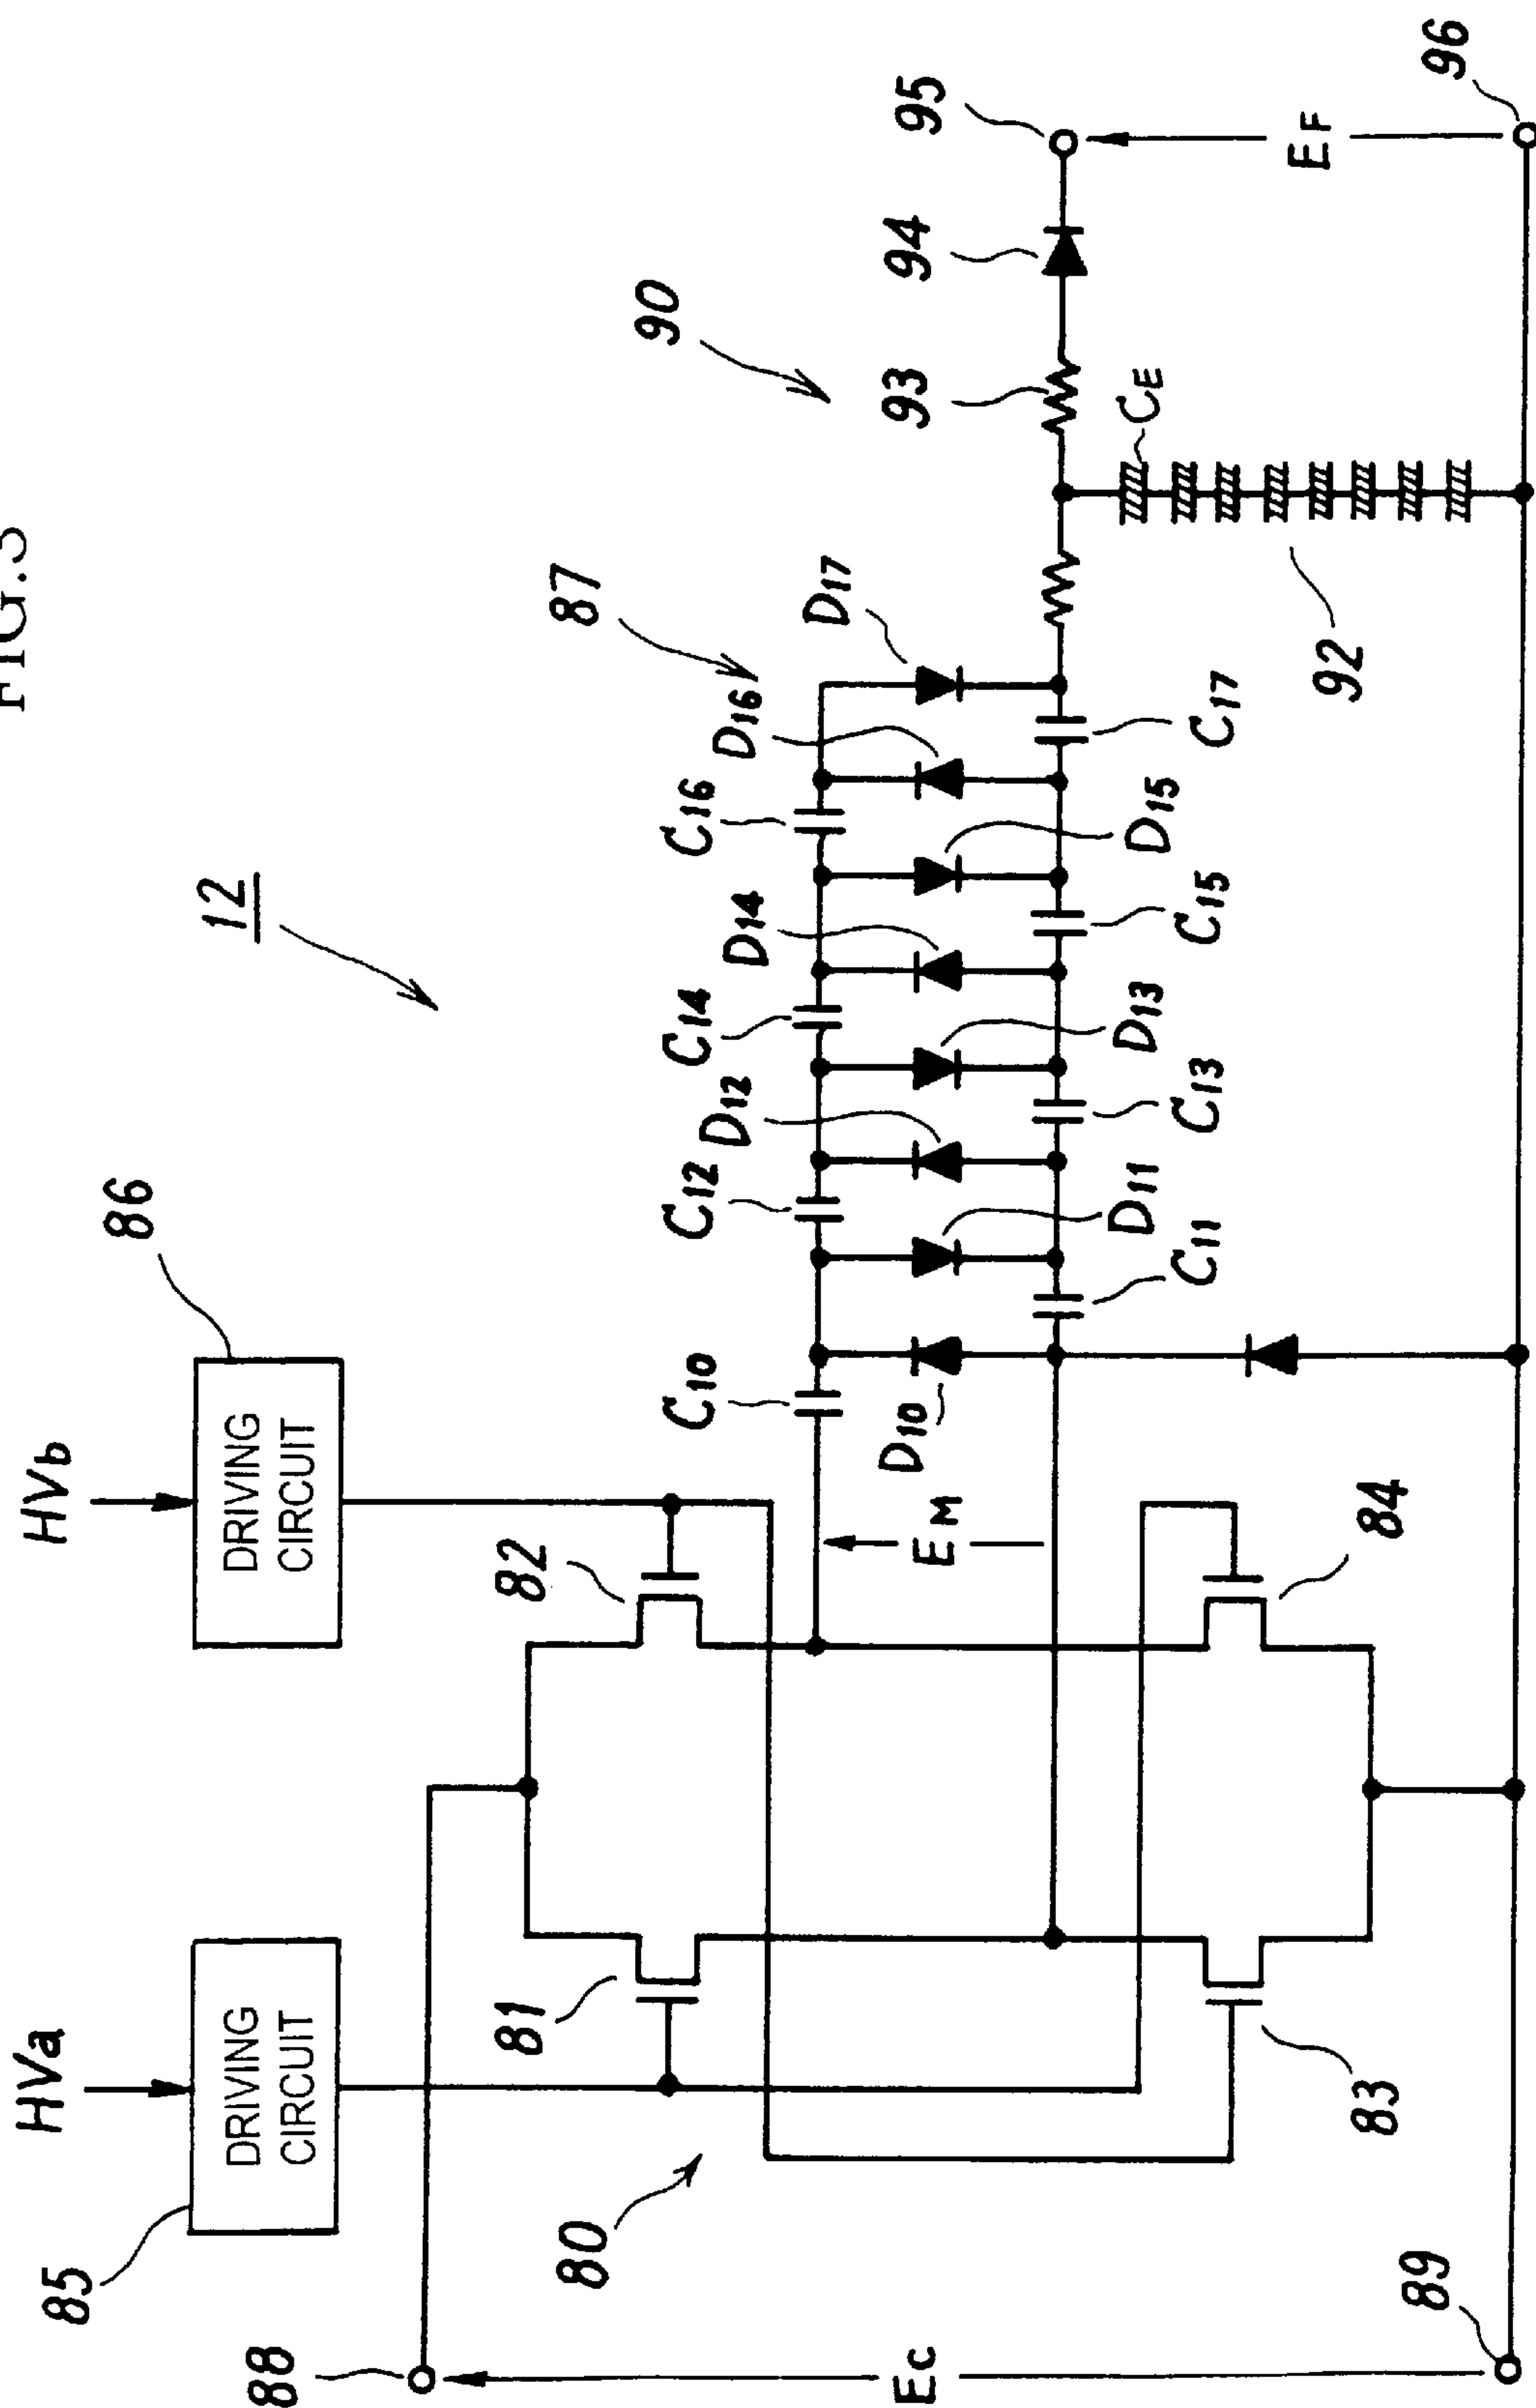 FIG.
HVa
HVb
85
86
DRIVING
CIRCUIT
DRIVING
CIRCUIT
12
88
80
81
82
87
90
C10
C12
C14
C16
D12
D14
D16
D17
EC
EM
D10
93
94
95
D11
D13
D15
CE
C11
C13
C15
C17
83
84
92
EF
89
96